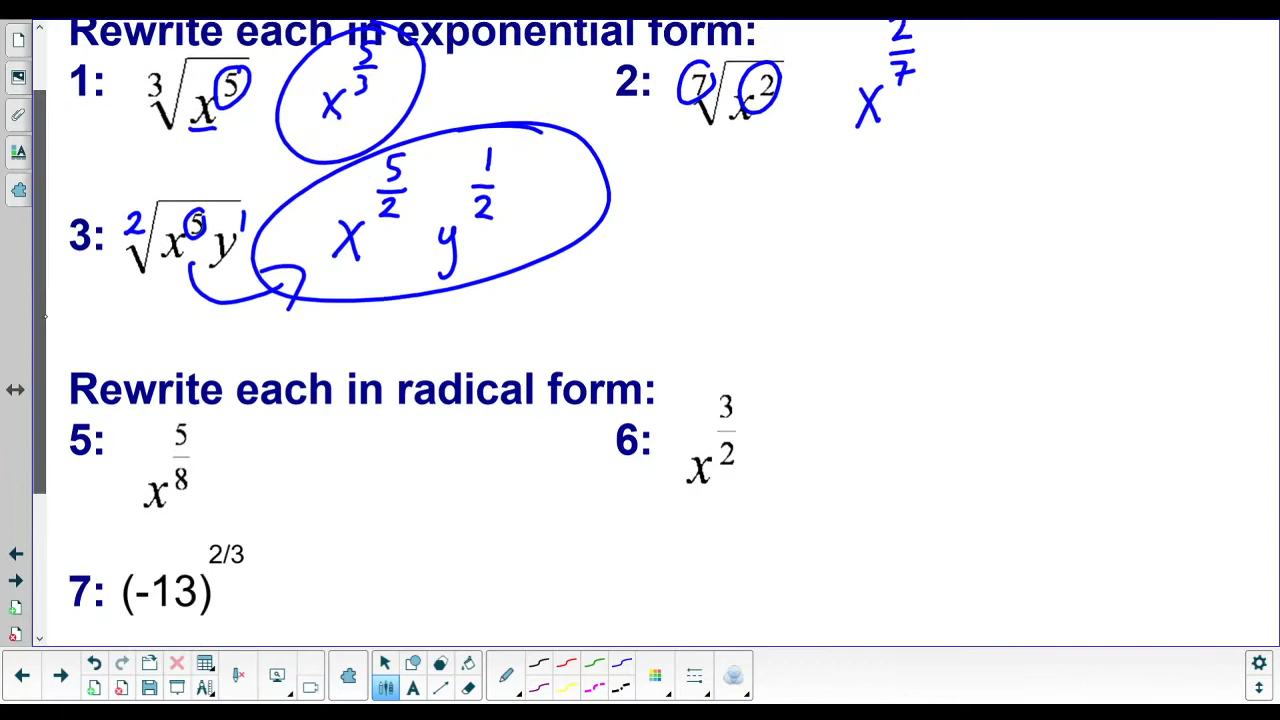 Rewrite each in exponential form:
1: ∛x⁵ x^(5/3)
2: ⁷√x² x^(2/7)
3: ²√x⁵y¹ x^(5/2) y^(1/2)
Rewrite each in radical form:
5: x^(5/8)
6: x^(3/2)
7: (-13)^2/3